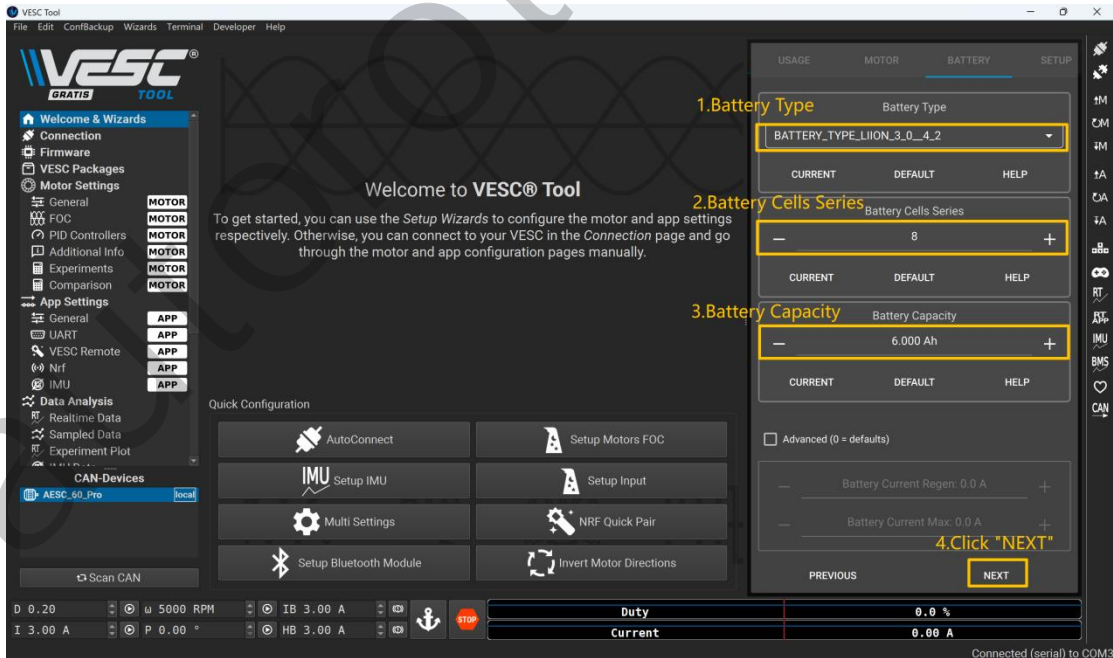 VESC Tool
File Edit ConfBackup Wizards Terminal Developer Help
VESC®
GRATIS TOOL
Welcome & Wizards
Connection
Firmware
VESC Packages
Motor Settings
General MOTOR
FOC MOTOR
PID Controllers MOTOR
Additional Info MOTOR
Experiments MOTOR
Comparison MOTOR
App Settings
General APP
UART APP
VESC Remote APP
Nrf APP
IMU APP
Data Analysis
RT Realtime Data
Sampled Data
RT Experiment Plot
CAN-Devices
AESC_60_Pro local
Scan CAN
Welcome to VESC® Tool
To get started, you can use the Setup Wizards to configure the motor and app settings
respectively. Otherwise, you can connect to your VESC in the Connection page and go
through the motor and app configuration pages manually.
Quick Configuration
AutoConnect
Setup Motors FOC
IMU Setup IMU
Setup Input
Multi Settings
NRF Quick Pair
Setup Bluetooth Module
Invert Motor Directions
USAGE MOTOR BATTERY SETUP
1.Battery Type
Battery Type
BATTERY_TYPE_LIION_3_0__4_2
CURRENT DEFAULT HELP
2.Battery Cells Series
Battery Cells Series
− 8 +
CURRENT DEFAULT HELP
3.Battery Capacity
Battery Capacity
− 6.000 Ah +
CURRENT DEFAULT HELP
Advanced (0 = defaults)
− Battery Current Regen: 0.0 A +
− Battery Current Max: 0.0 A +
4.Click "NEXT"
PREVIOUS NEXT
M
M
M
A
A
A
RT
RT
APP
IMU
BMS
CAN
D 0.20 ω 5000 RPM IB 3.00 A
I 3.00 A P 0.00 ° HB 3.00 A
STOP
Duty 0.0 %
Current 0.00 A
Connected (serial) to COM3